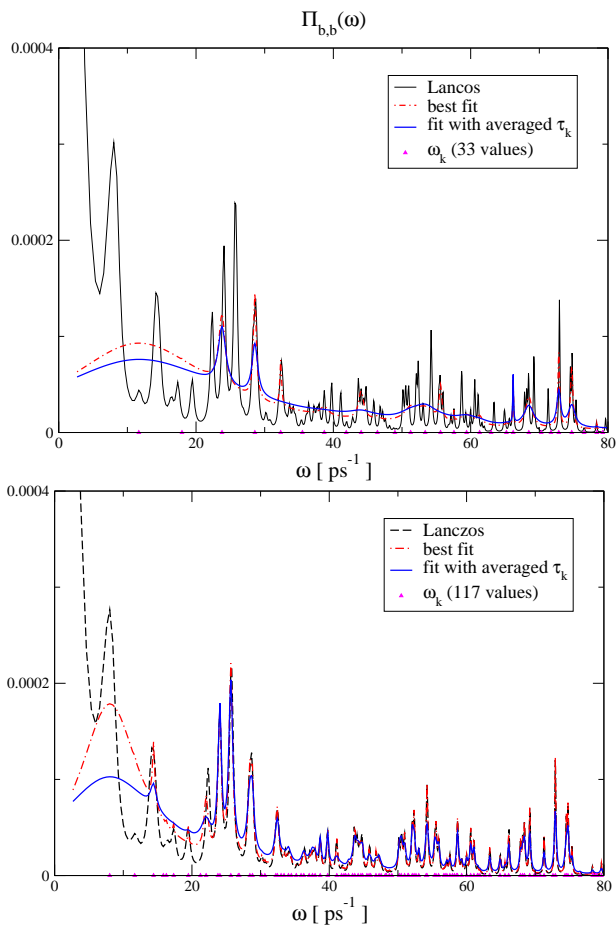 Π_b,b(ω)
0.0004
Lancos
best fit
fit with averaged τ_k
ω_k (33 values)
0.0002
0
0 20 40 60 80
ω [ ps^-1 ]
0.0004
Lanczos
best fit
fit with averaged τ_k
ω_k (117 values)
0.0002
0
0 20 40 60 80
ω [ ps^-1 ]